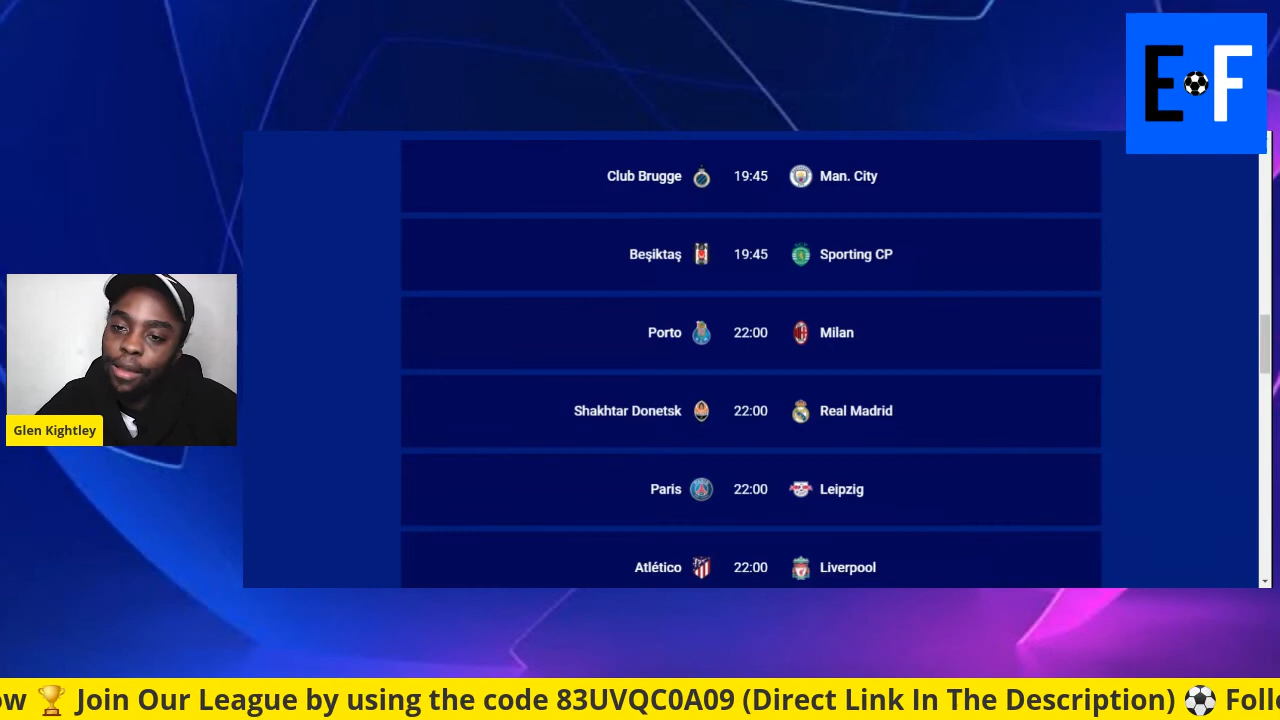 E F
Club Brugge 19:45 Man. City
Beşiktaş 19:45 Sporting CP
Porto 22:00 Milan
Shakhtar Donetsk 22:00 Real Madrid
Paris 22:00 Leipzig
Atlético 22:00 Liverpool
Glen Kightley
ow 🏆 Join Our League by using the code 83UVQC0A09 (Direct Link In The Description) ⚽ Follo